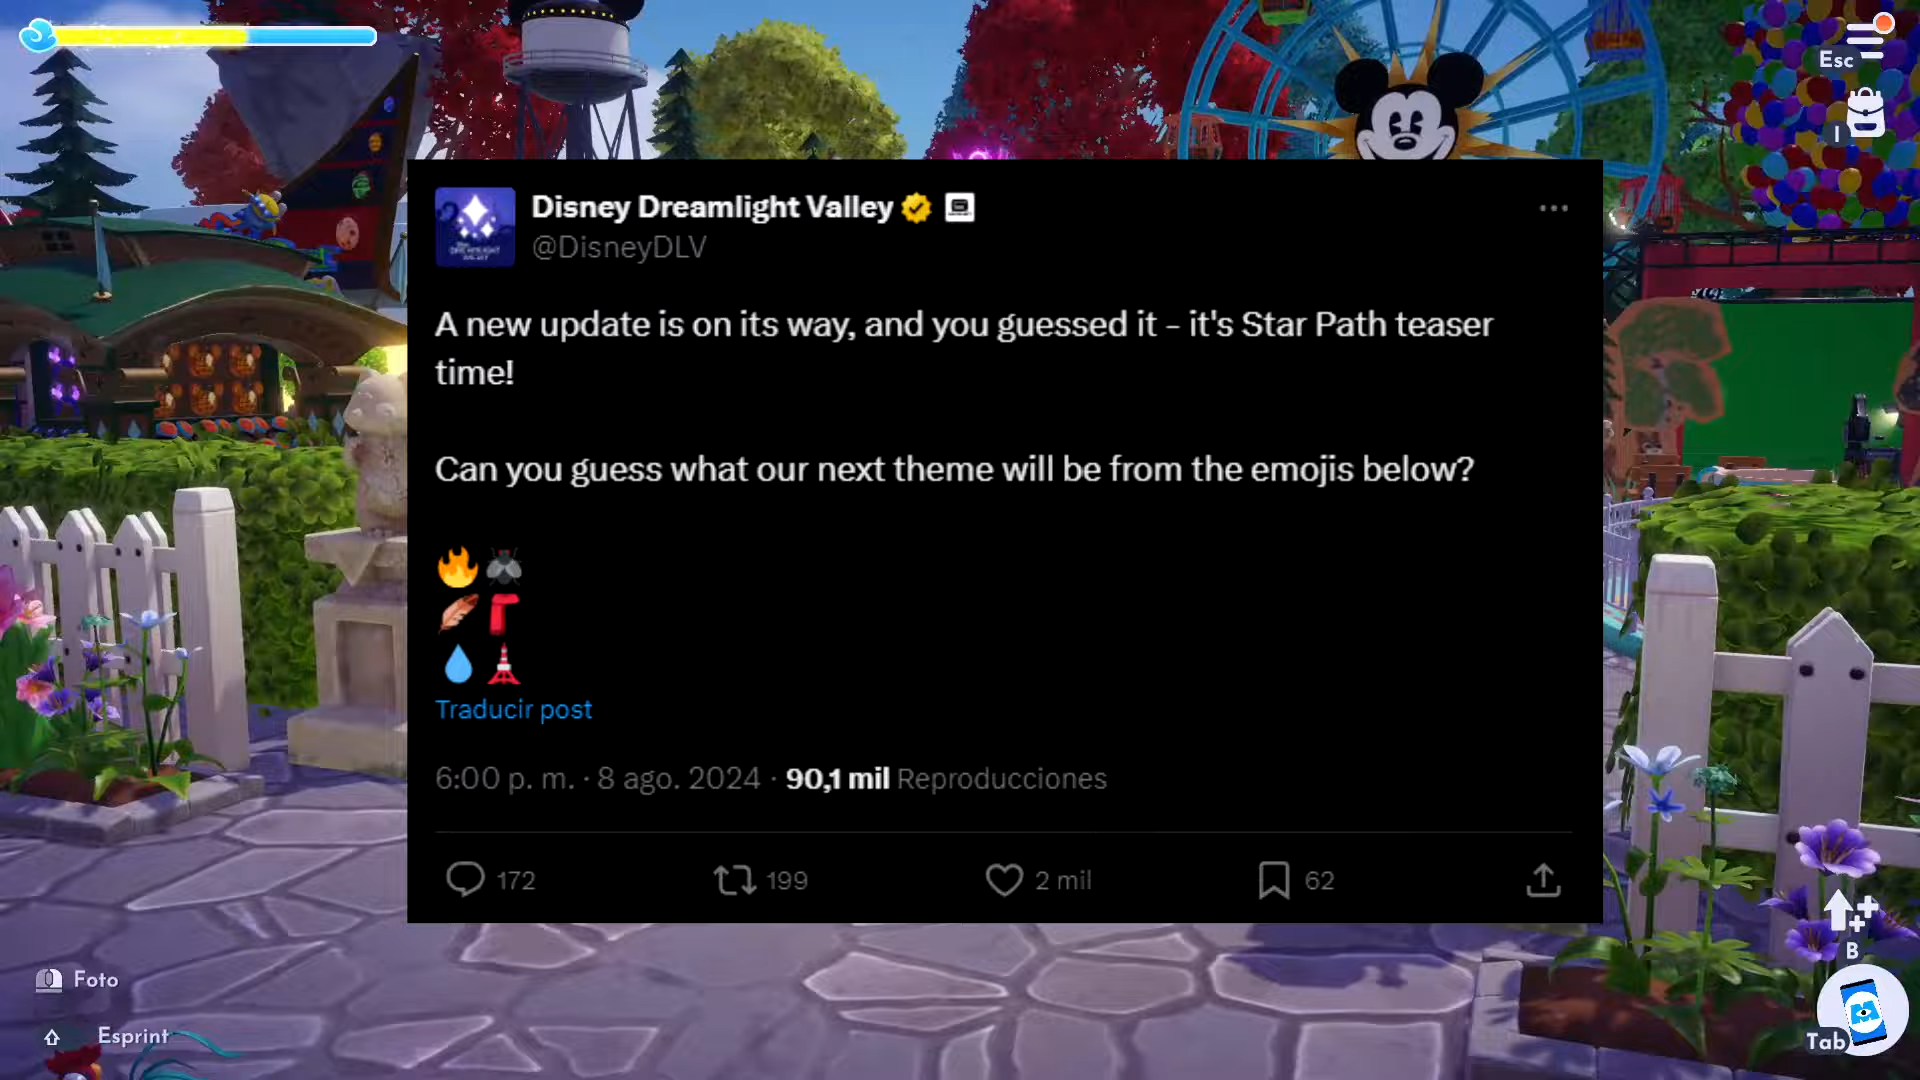 Esc
I
Disney Dreamlight Valley
@DisneyDLV
A new update is on its way, and you guessed it – it's Star Path teaser
time!
Can you guess what our next theme will be from the emojis below?
🔥🪰
🪶🧣
💧🗼
Traducir post
6:00 p. m. · 8 ago. 2024 · 90,1 mil Reproducciones
172 199 2 mil 62
B
Foto
Esprint
Tab